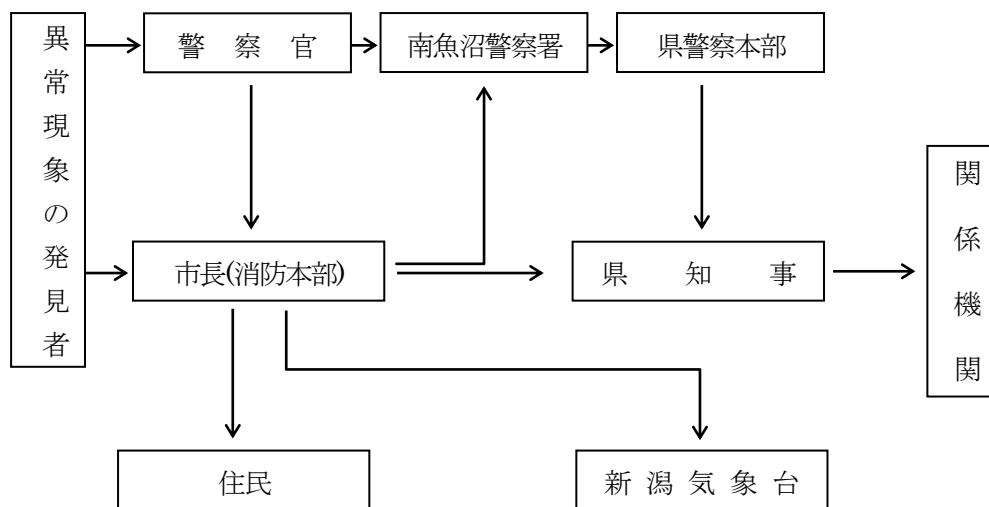 異常現象の発見者
警察官
南魚沼警察署
県警察本部
市長(消防本部)
県知事
関係機関
住民
新潟気象台